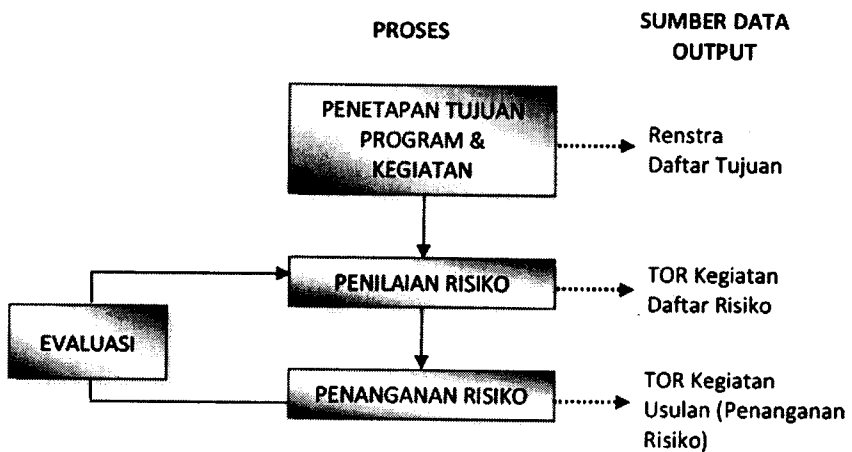 PROSES
SUMBER DATA
OUTPUT
PENETAPAN TUJUAN
PROGRAM &
KEGIATAN
Renstra
Daftar Tujuan
PENILAIAN RISIKO
TOR Kegiatan
Daftar Risiko
EVALUASI
PENANGANAN RISIKO
TOR Kegiatan
Usulan (Penanganan
Risiko)